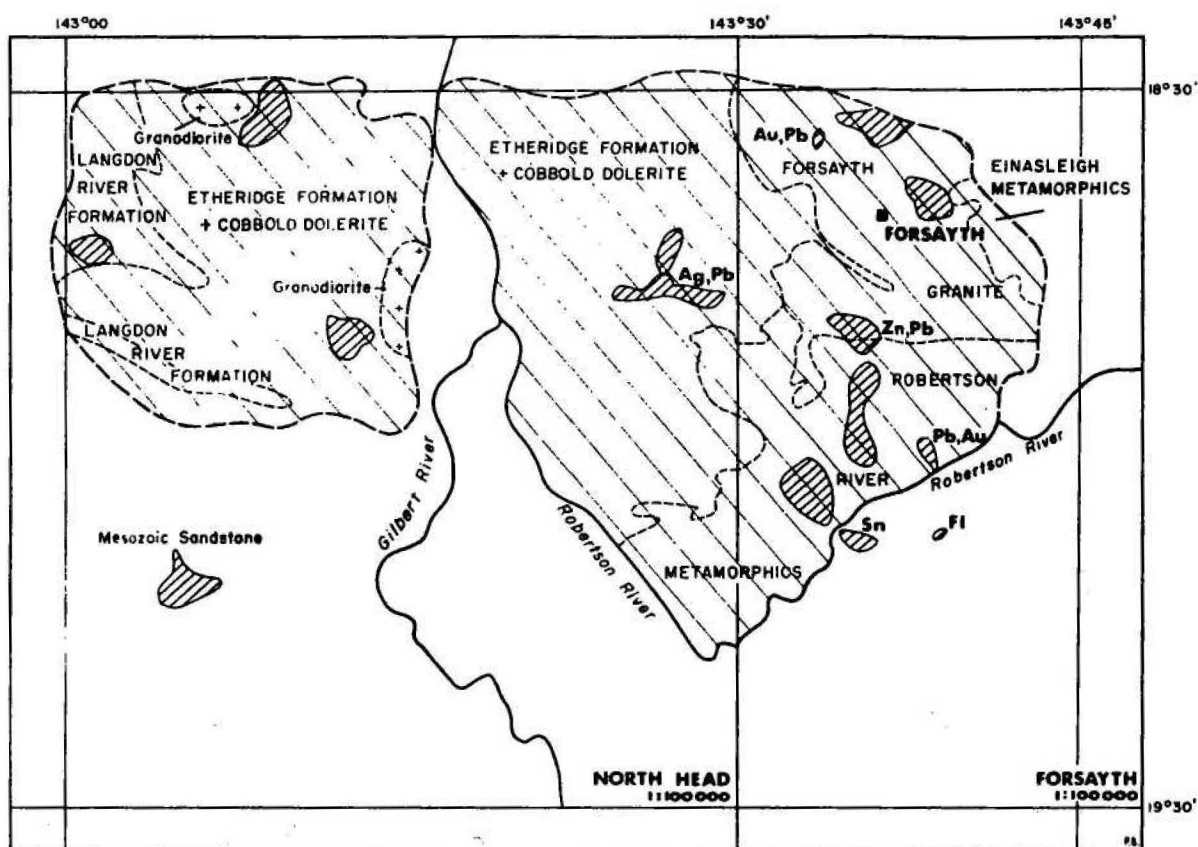 143°00
143°30'
143°45'
18°30'
Granodiorite
LANGDON
RIVER
FORMATION
ETHERIDGE FORMATION
+ COBBOLD DOLERITE
Granodiorite
LANGDON
RIVER
FORMATION
ETHERIDGE FORMATION
+ COBBOLD DOLERITE
Au,Pb
FORSAYTH
EINASLEIGH
METAMORPHICS
FORSAYTH
Ag,Pb
GRANITE
Zn,Pb
ROBERTSON
Pb,Au
RIVER
Robertson River
Gilbert River
Robertson River
Sn
Fl
METAMORPHICS
Mesozoic Sandstone
NORTH HEAD
1:100000
FORSAYTH
1:100000
19°30'